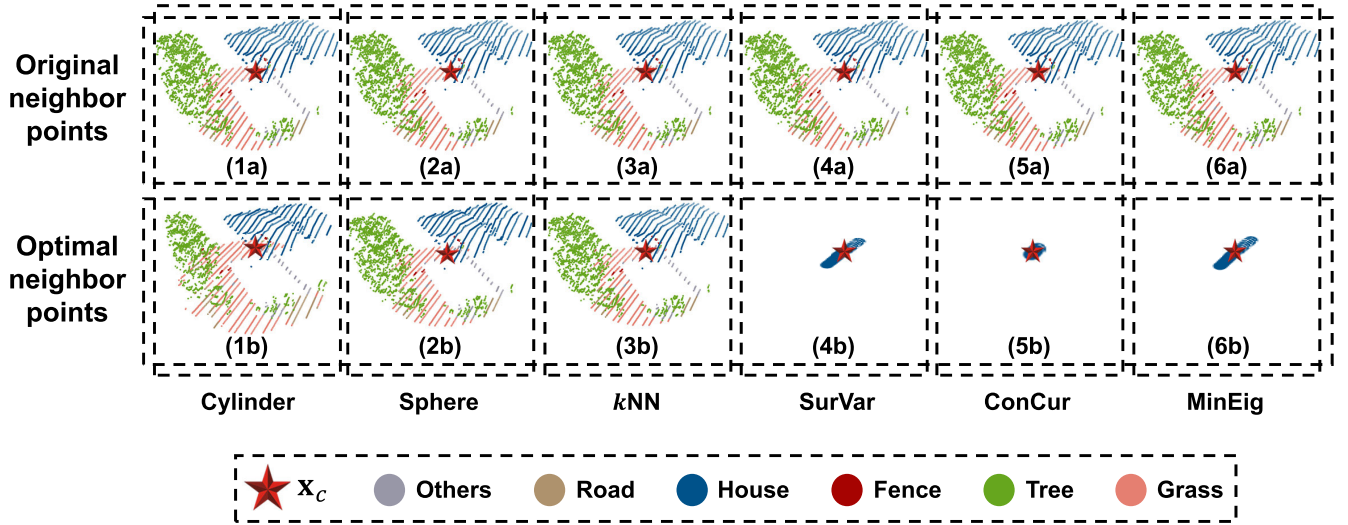 Original
neighbor
points
(1a) (2a) (3a) (4a) (5a) (6a)
Optimal
neighbor
points
(1b) (2b) (3b) (4b) (5b) (6b)
Cylinder Sphere kNN SurVar ConCur MinEig
x_c Others Road House Fence Tree Grass